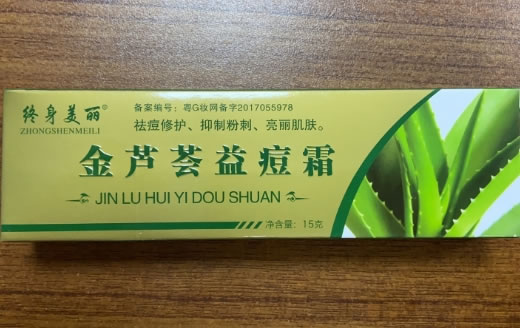 终身美丽®
ZHONGSHENMEILI
备案编号：粤G妆网备字2017055978
祛痘修护、抑制粉刺、亮丽肌肤。
金芦荟益痘霜
JIN LU HUI YI DOU SHUAN
净含量：15克